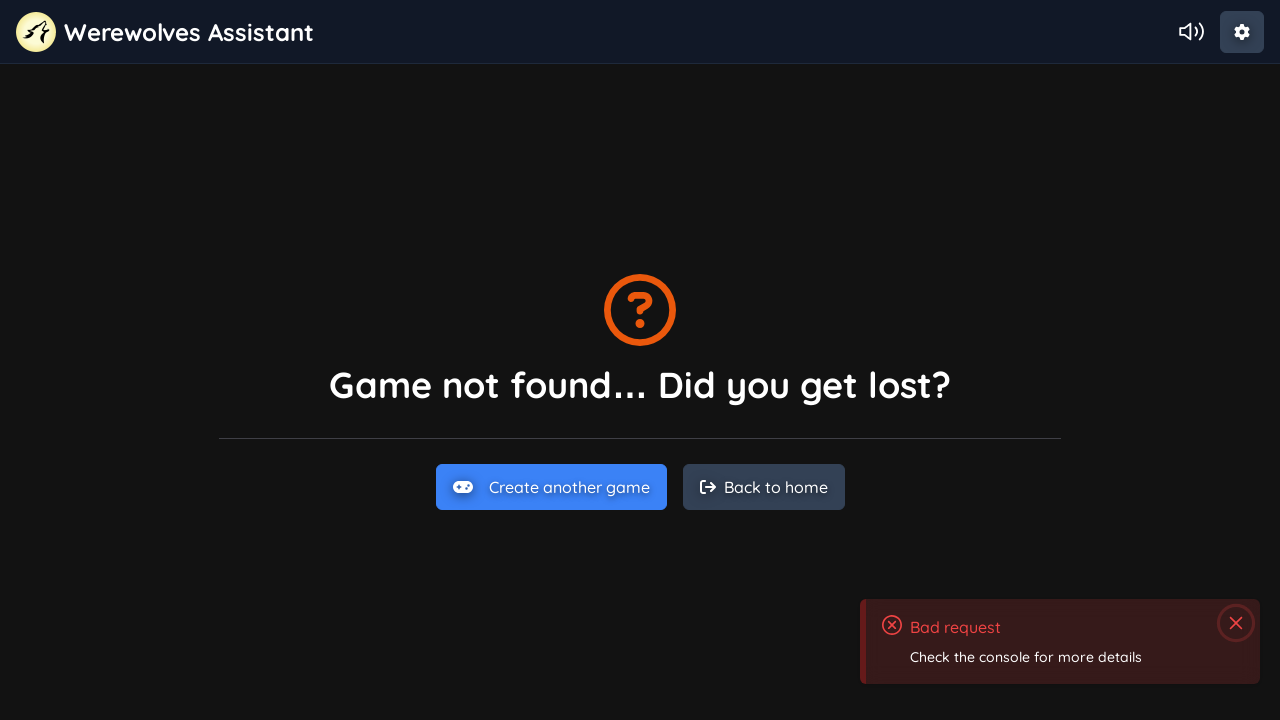 Werewolves Assistant
Game not found... Did you get lost?
Create another game
Back to home
Bad request
Check the console for more details